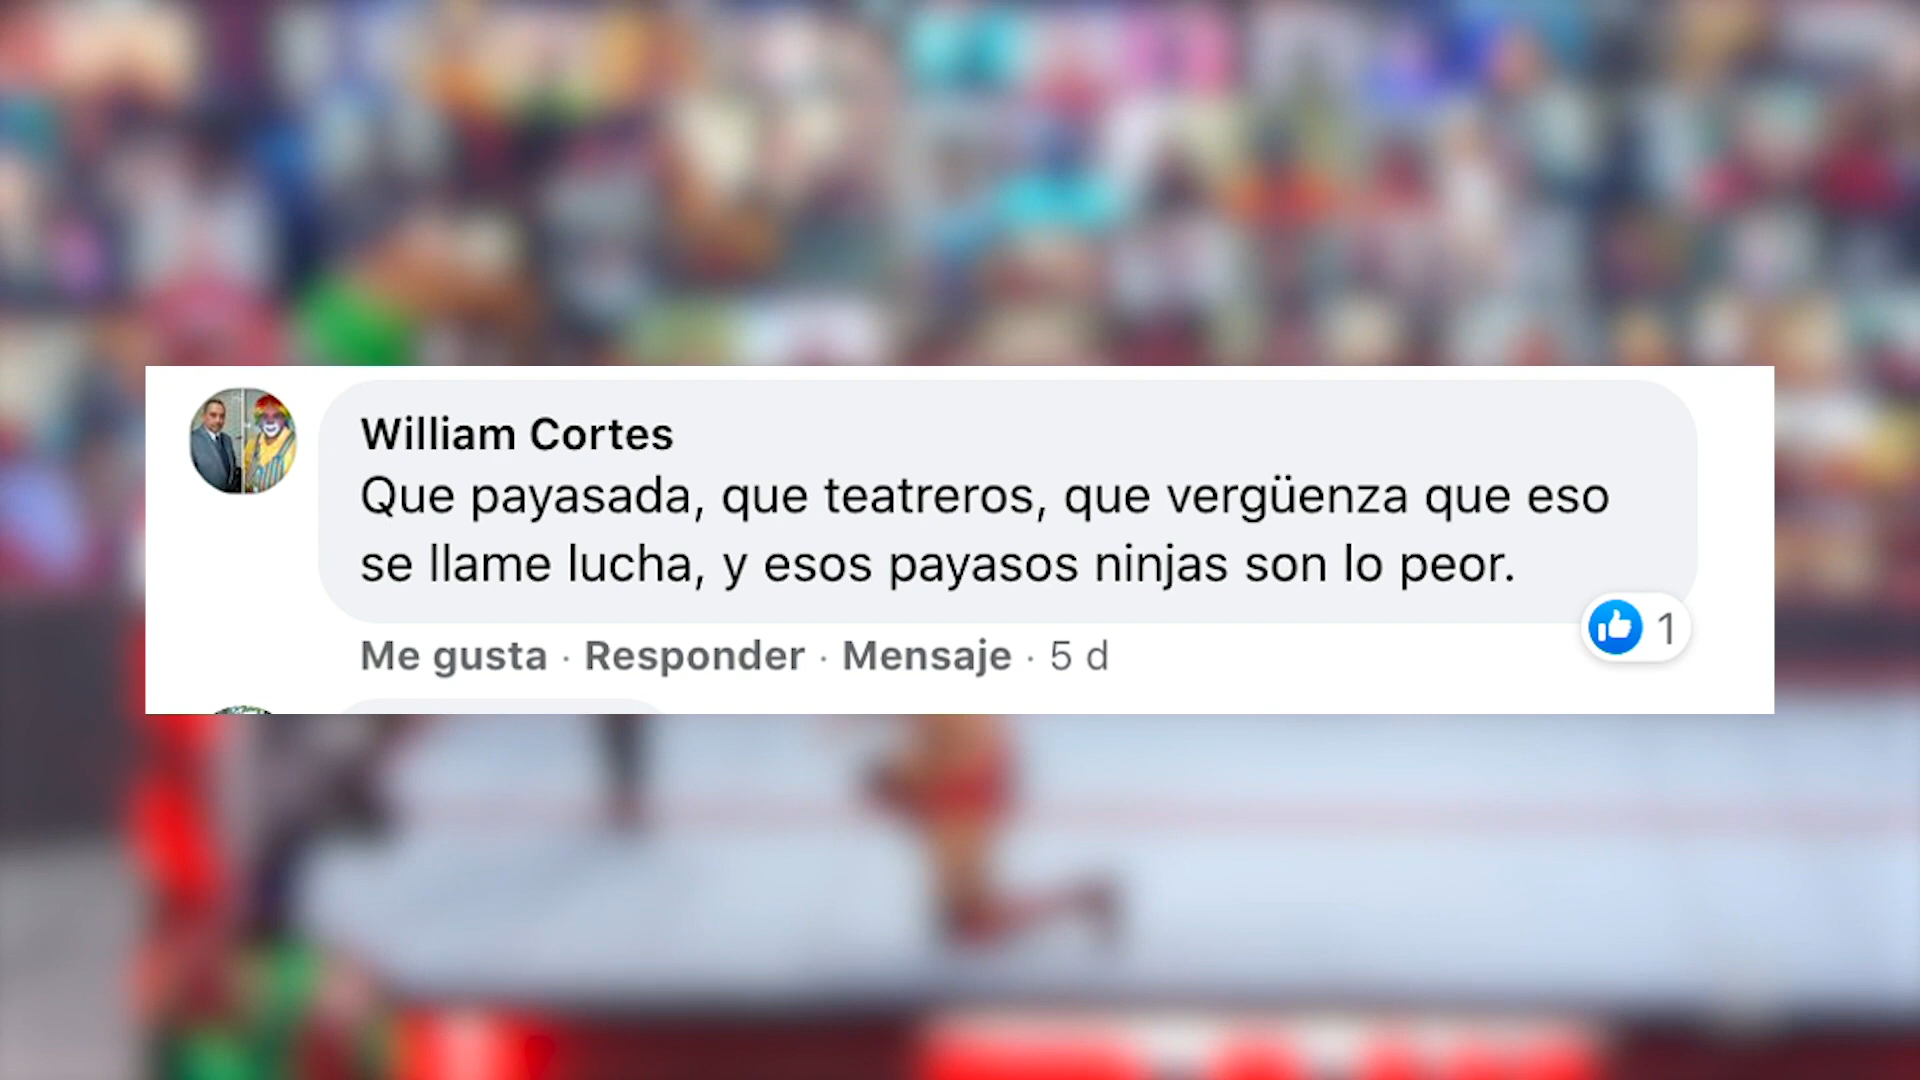 William Cortes
Que payasada, que teatreros, que vergüenza que eso
se llame lucha, y esos payasos ninjas son lo peor.
1
Me gusta · Responder · Mensaje · 5 d